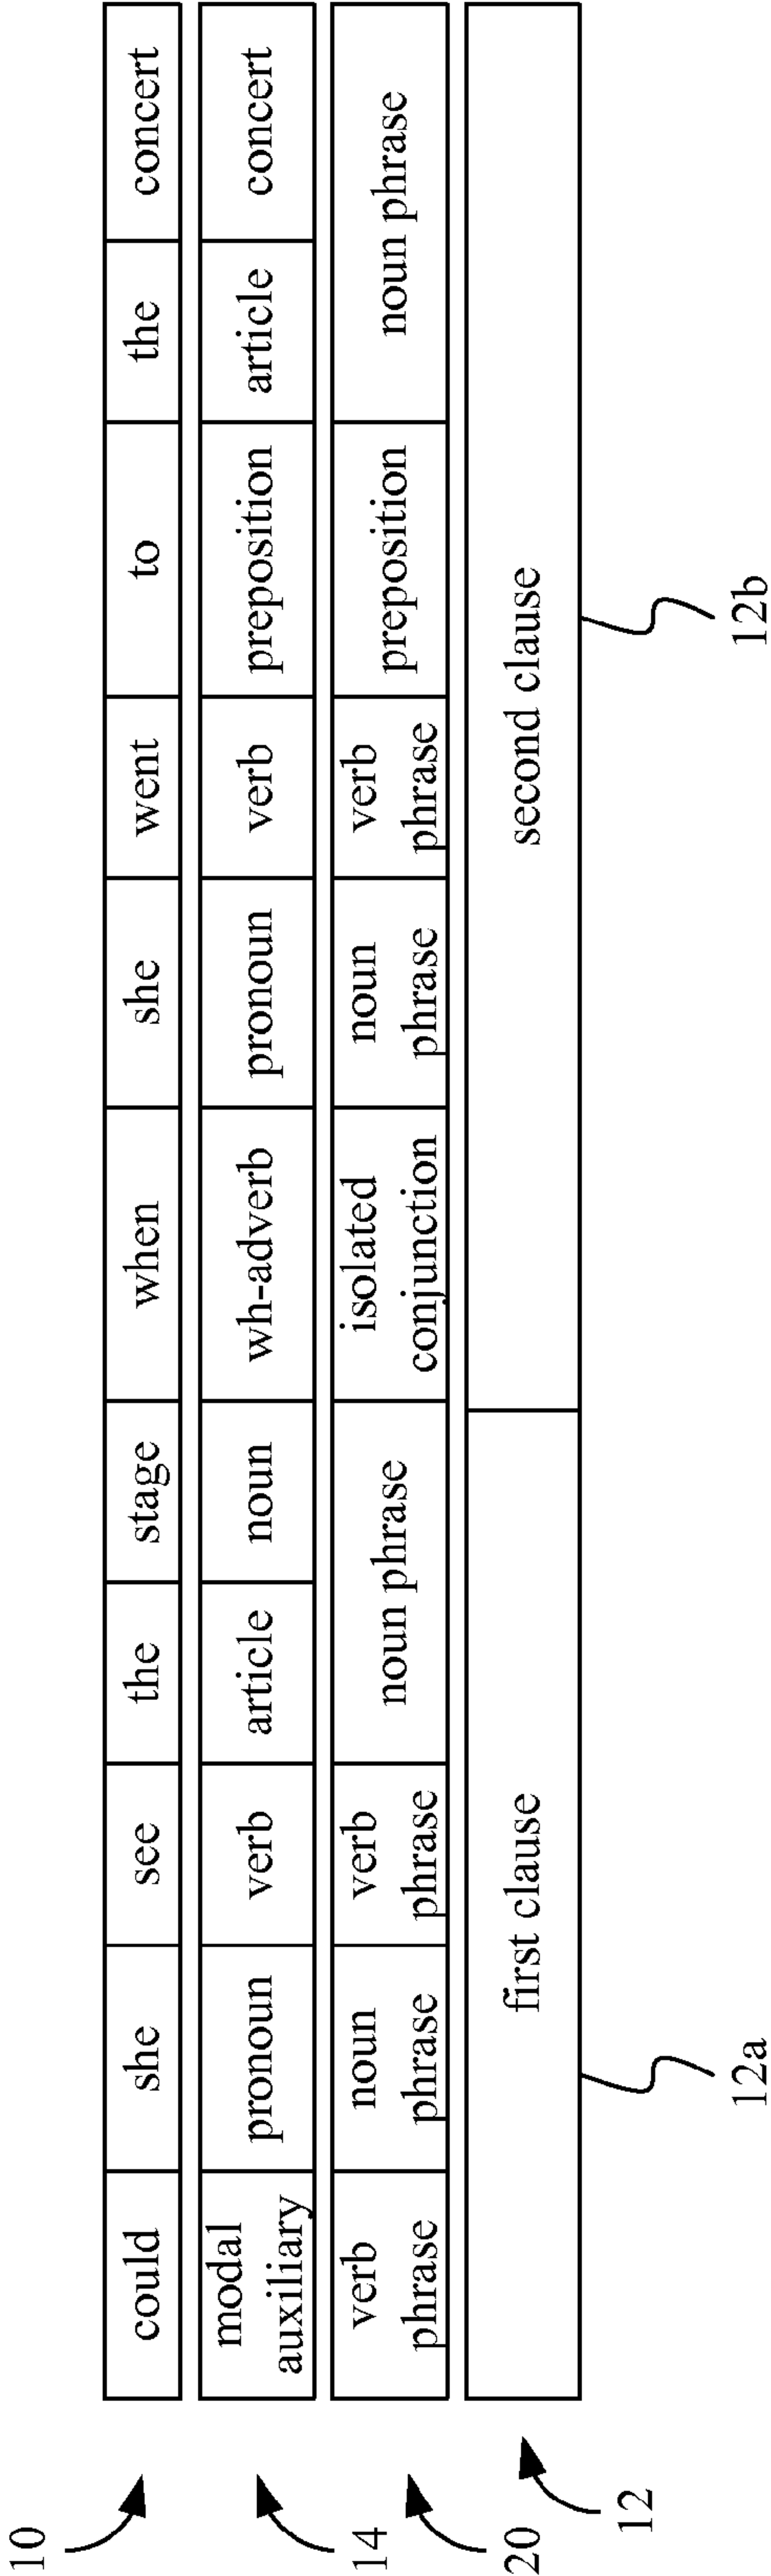 10
could she see the stage when she went to the concert
14
modal auxiliary pronoun verb article noun wh-adverb pronoun verb preposition article concert
20
verb phrase noun phrase verb phrase noun phrase isolated conjunction noun phrase verb phrase preposition noun phrase
12
first clause second clause
12a 12b